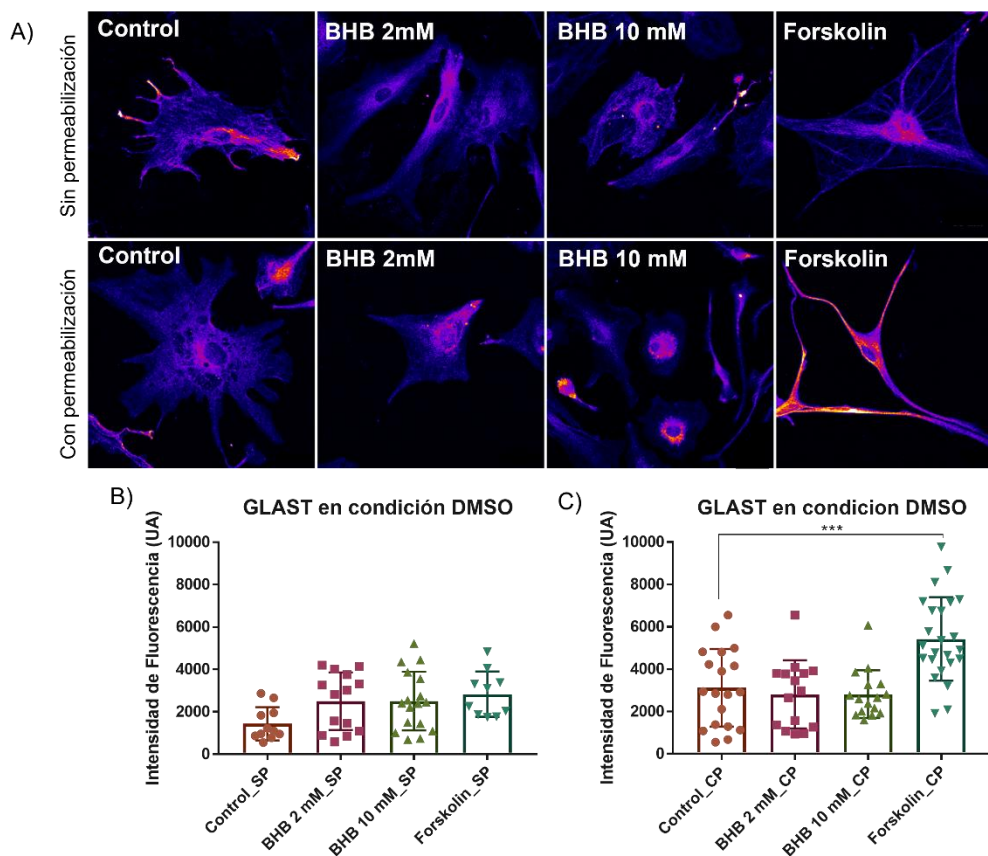 A)
Sin permeabilización
Control
BHB 2mM
BHB 10 mM
Forskolin
Con permeabilización
Control
BHB 2mM
BHB 10 mM
Forskolin
B)
GLAST en condición DMSO
Intensidad de Fluorescencia (UA)
10000
8000
6000
4000
2000
0
Control_SP
BHB 2 mM_SP
BHB 10 mM_SP
Forskolin_SP
C)
GLAST en condicion DMSO
***
Intensidad de Fluorescencia (UA)
10000
8000
6000
4000
2000
0
Control_CP
BHB 2 mM_CP
BHB 10 mM_CP
Forskolin_CP